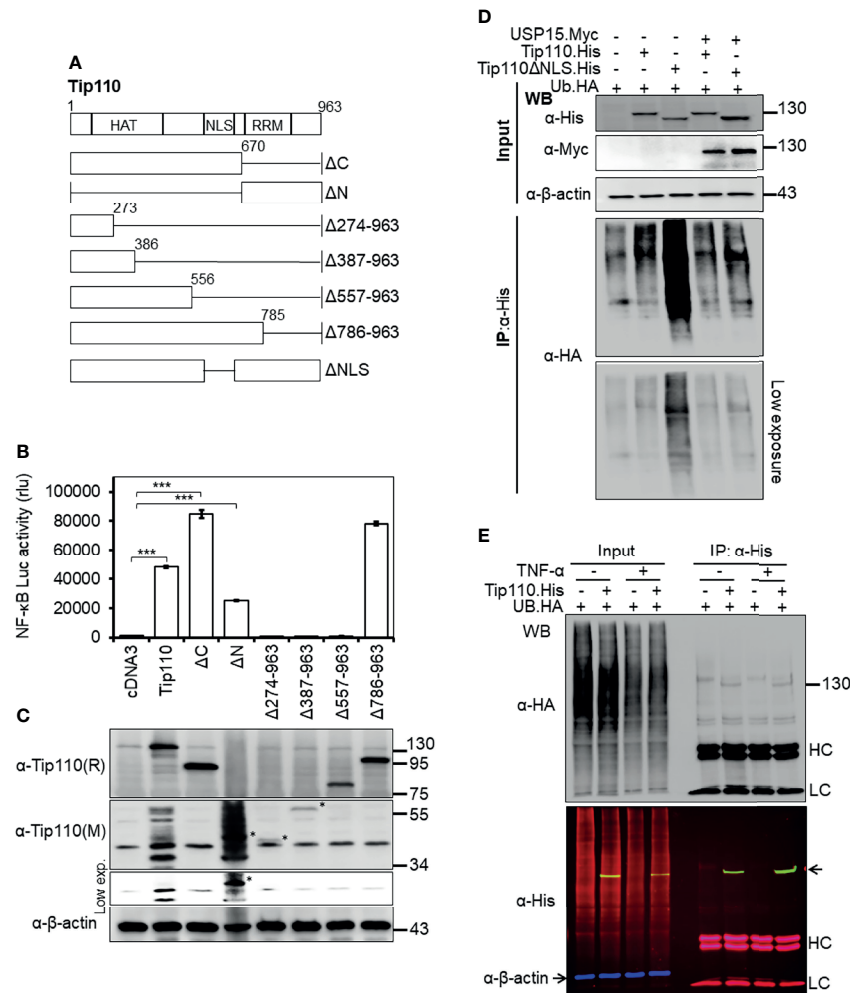 A
Tip110
1 963
HAT NLS RRM
670
ΔC
ΔN
273
Δ274-963
386
Δ387-963
556
Δ557-963
785
Δ786-963
ΔNLS
B
NF-κB Luc activity (rlu)
100000
80000
60000
40000
20000
0
***
***
***
cDNA3 Tip110 ΔC ΔN Δ274-963 Δ387-963 Δ557-963 Δ786-963
C
α-Tip110(R)
130
95
75
α-Tip110(M)
55
34
* * *
Low exp.
*
α-β-actin
43
D
USP15.Myc - - - + +
Tip110.His - + - + -
Tip110ΔNLS.His - - + - +
Ub.HA + + + + +
WB
Input
α-His
130
α-Myc
130
α-β-actin
43
IP:α-His
α-HA
Low exposure
E
Input IP: α-His
TNF-α - + - +
Tip110.His - + - + - + - +
UB.HA + + + + + + + +
WB
α-HA
130
HC
LC
α-His
HC
α-β-actin
LC